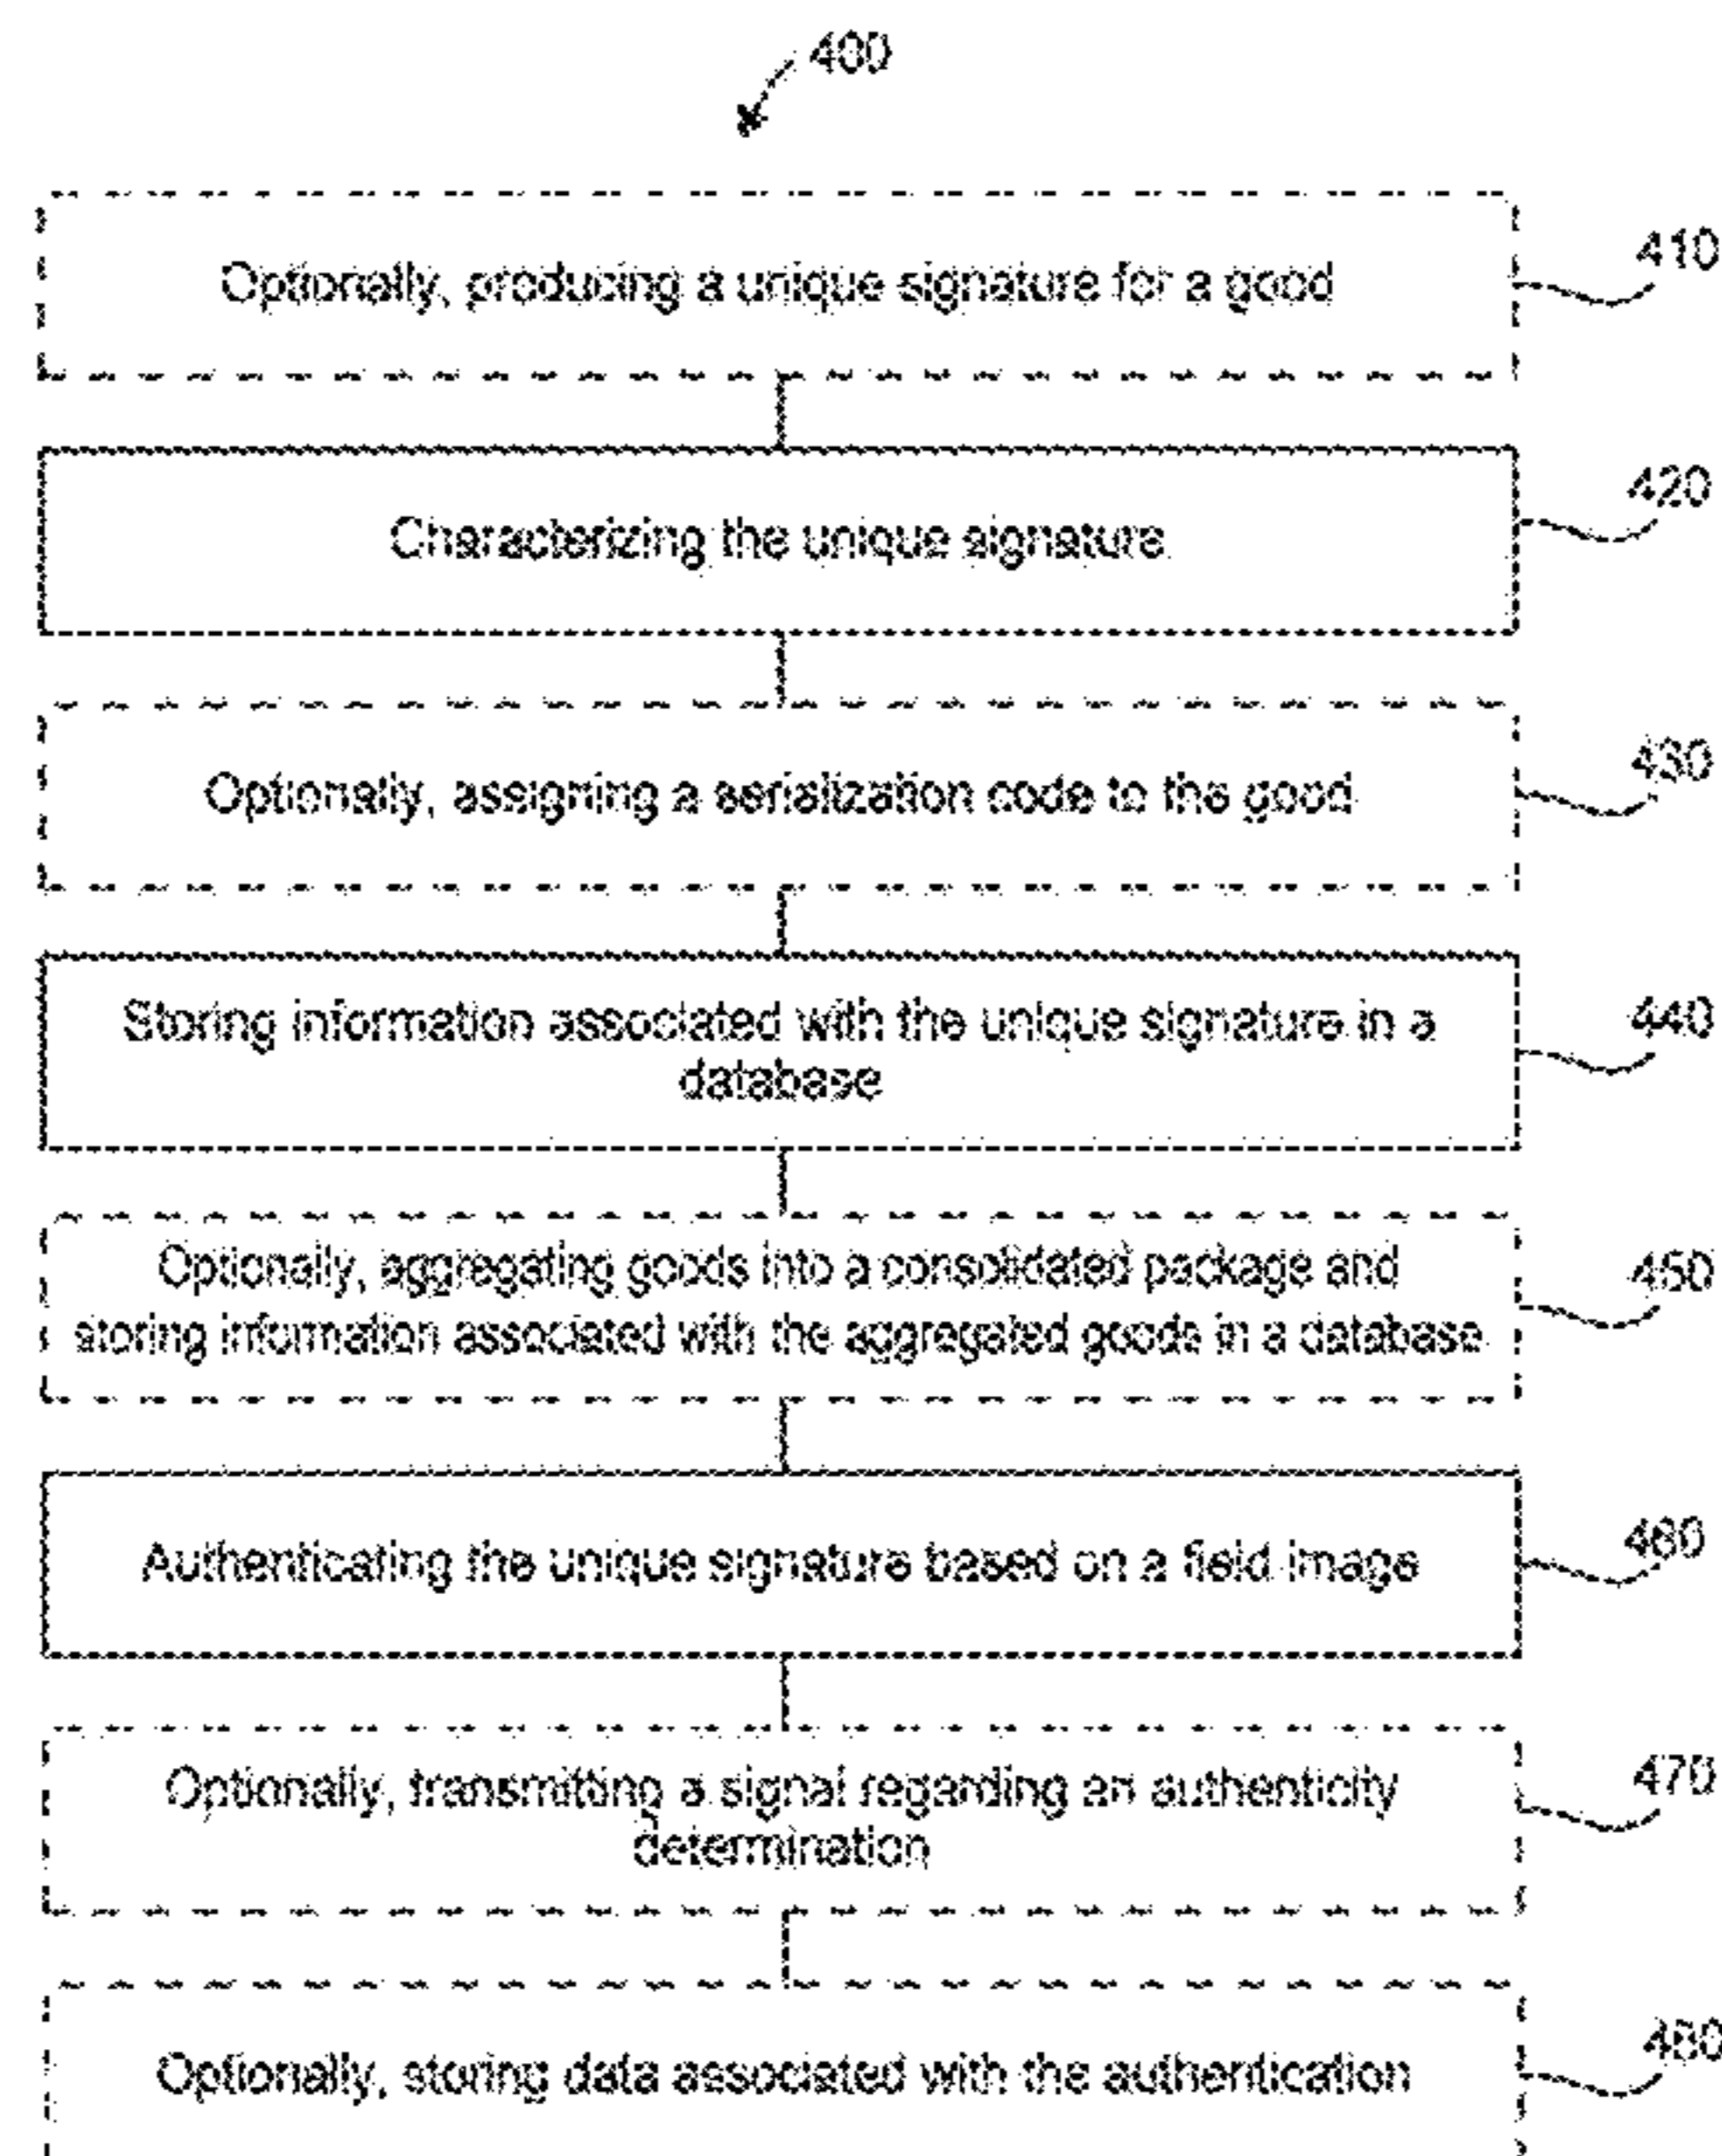 400
Optionally, producing a unique signature for a good
410
Characterizing the unique signature
420
Optionally, assigning a serialization code to the good
430
Storing information associated with the unique signature in a
database
440
Optionally, aggregating goods into a consolidated package and
storing information associated with the aggregated goods in a database
450
Authenticating the unique signature based on a field image
460
Optionally, transmitting a signal regarding an authenticity
determination
470
Optionally, storing data associated with the authentication
480